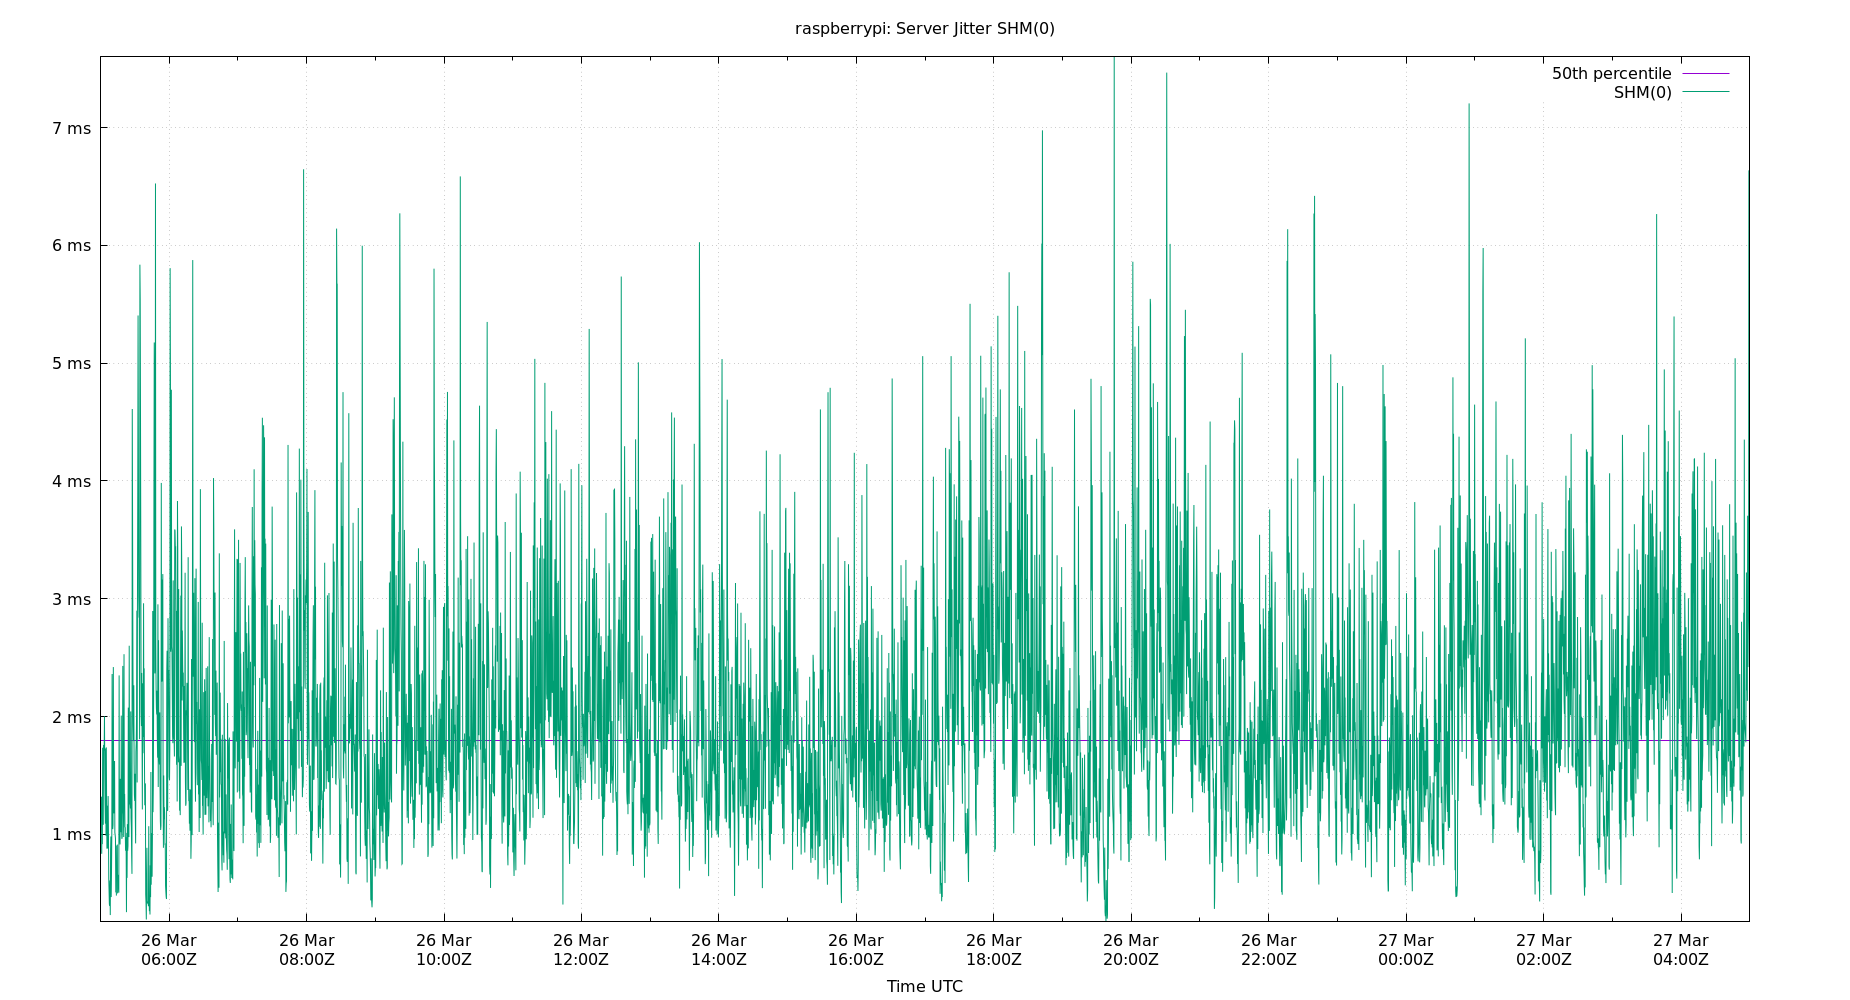 raspberrypi: Server Jitter SHM(0)
50th percentile
SHM(0)
7 ms
6 ms
5 ms
4 ms
3 ms
2 ms
1 ms
26 Mar 26 Mar 26 Mar 26 Mar 26 Mar 26 Mar 26 Mar 26 Mar 26 Mar 27 Mar 27 Mar 27 Mar
06:00Z 08:00Z 10:00Z 12:00Z 14:00Z 16:00Z 18:00Z 20:00Z 22:00Z 00:00Z 02:00Z 04:00Z
Time UTC